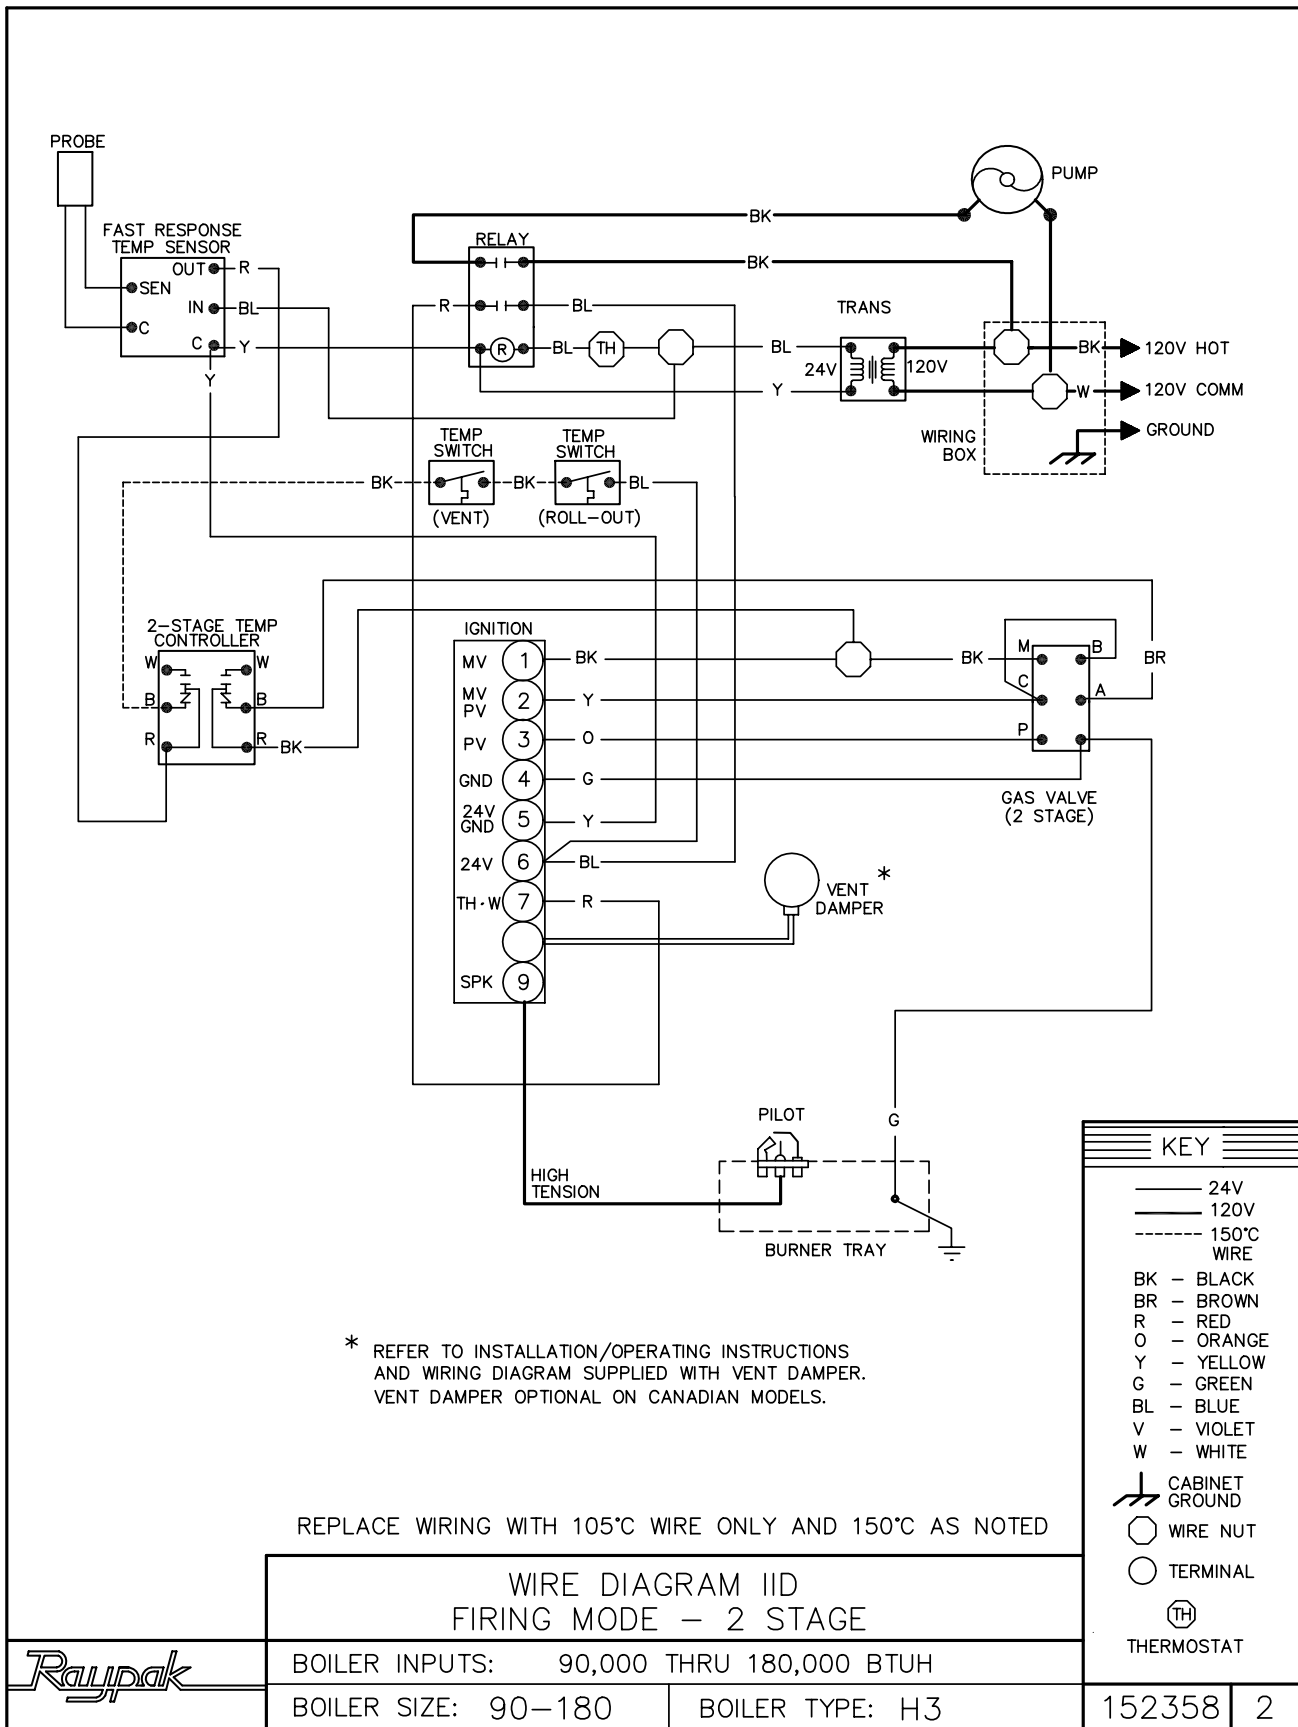 PROBE
FAST RESPONSE
TEMP SENSOR
OUT
R
SEN
IN
BL
C
C
Y
Y
RELAY
BK
BK
PUMP
R
BL
R
BL
TH
BL
Y
TRANS
24V
120V
BK
120V HOT
W
120V COMM
GROUND
WIRING
BOX
TEMP
SWITCH
TEMP
SWITCH
BK
BK
BL
(VENT)
(ROLL-OUT)
2-STAGE TEMP
CONTROLLER
W
W
B
B
R
R
BK
IGNITION
MV
1
BK
BK
M
B
BR
MV
PV
2
Y
C
A
PV
3
O
P
GND
4
G
GAS VALVE
(2 STAGE)
24V
GND
5
Y
24V
6
BL
TH·W
7
R
VENT
DAMPER
*
SPK
9
HIGH
TENSION
PILOT
G
BURNER TRAY
KEY
24V
120V
150°C
WIRE
BK – BLACK
BR – BROWN
R – RED
O – ORANGE
Y – YELLOW
G – GREEN
BL – BLUE
V – VIOLET
W – WHITE
CABINET
GROUND
WIRE NUT
TERMINAL
TH
THERMOSTAT
* REFER TO INSTALLATION/OPERATING INSTRUCTIONS
AND WIRING DIAGRAM SUPPLIED WITH VENT DAMPER.
VENT DAMPER OPTIONAL ON CANADIAN MODELS.
REPLACE WIRING WITH 105°C WIRE ONLY AND 150°C AS NOTED
WIRE DIAGRAM IID
FIRING MODE – 2 STAGE
Raypak
BOILER INPUTS: 90,000 THRU 180,000 BTUH
BOILER SIZE: 90-180
BOILER TYPE: H3
152358
2